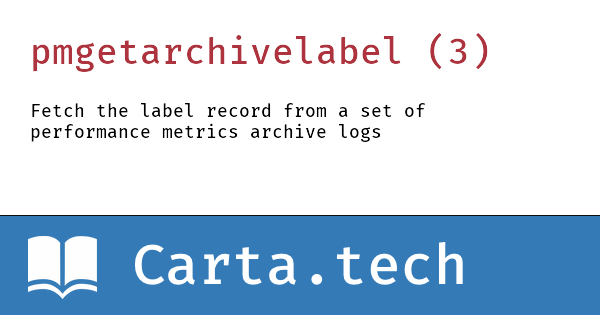 pmgetarchivelabel (3)
Fetch the label record from a set of
performance metrics archive logs
Carta.tech